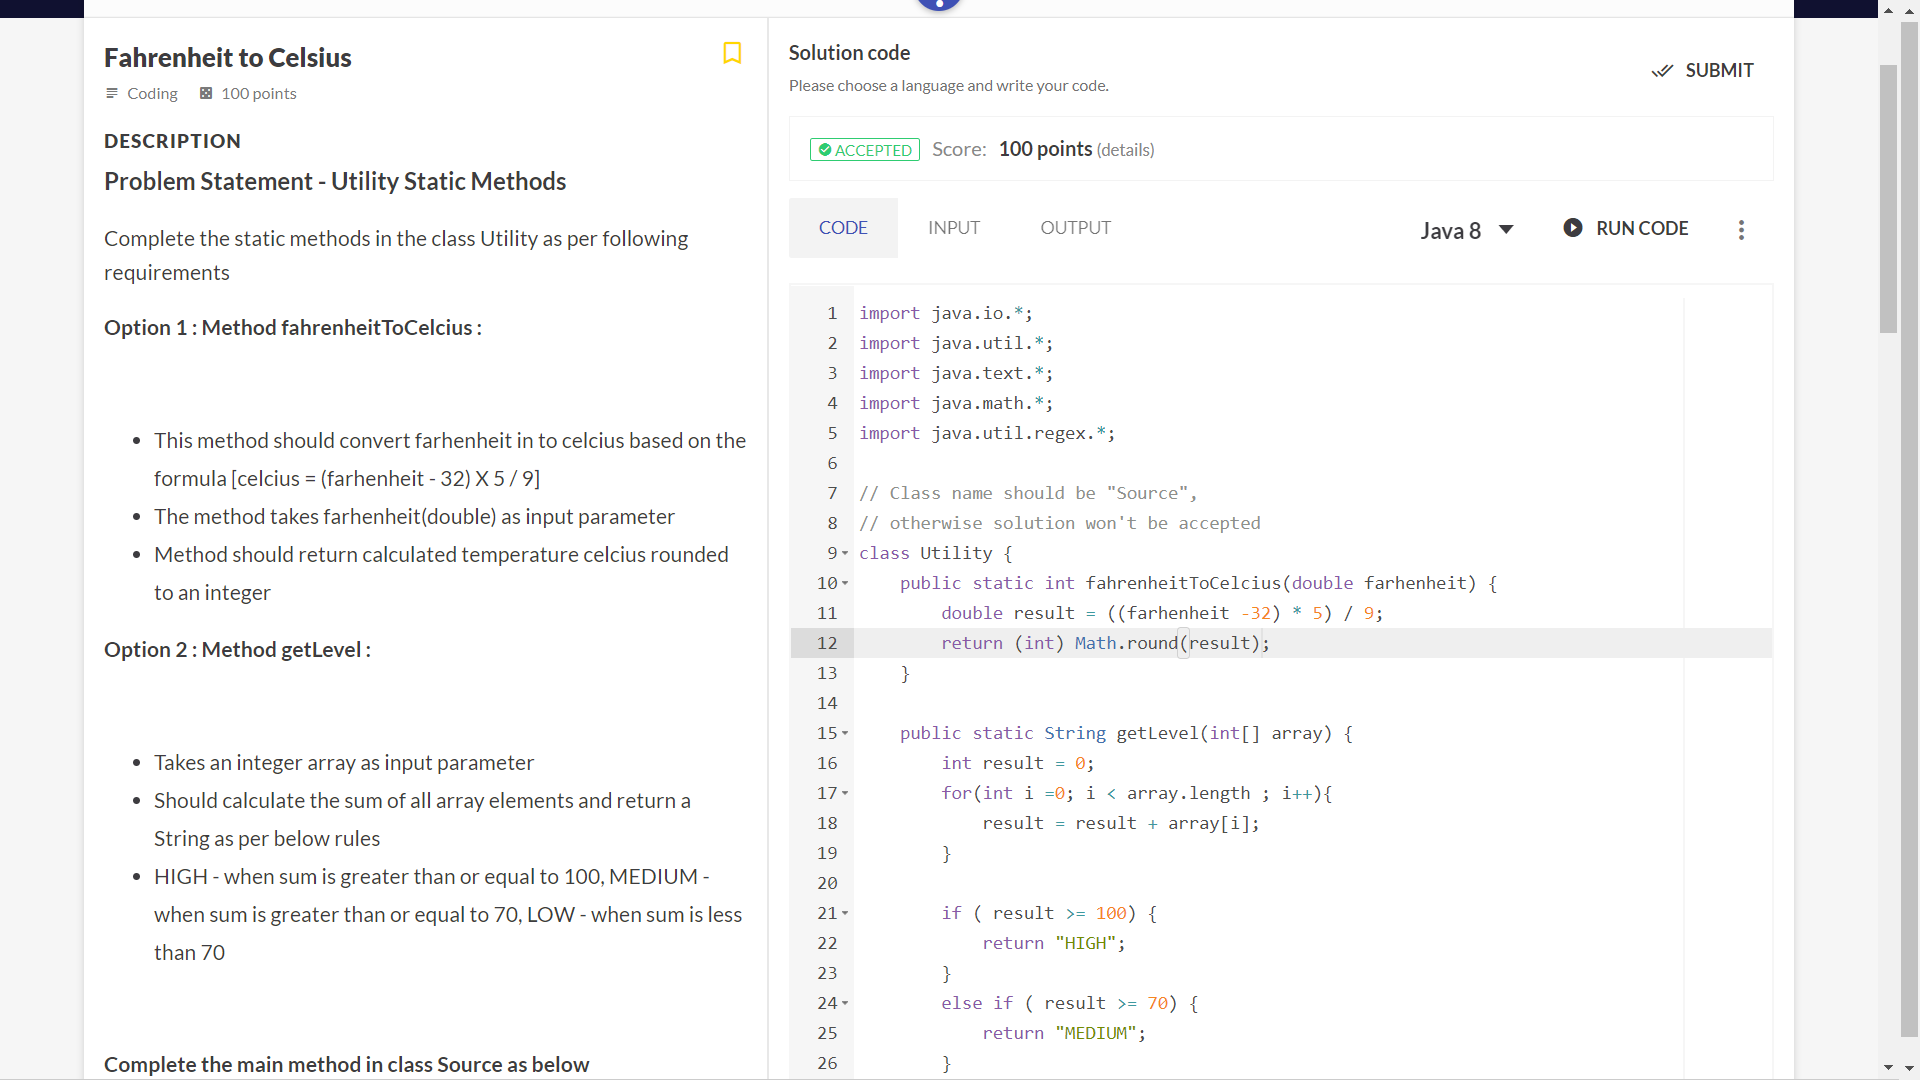 Fahrenheit to Celsius
Coding 100 points
DESCRIPTION
Problem Statement - Utility Static Methods
Complete the static methods in the class Utility as per following
requirements
Option 1 : Method fahrenheitToCelcius :
• This method should convert farhenheit in to celcius based on the
formula [celcius = (farhenheit - 32) X 5 / 9]
• The method takes farhenheit(double) as input parameter
• Method should return calculated temperature celcius rounded
to an integer
Option 2 : Method getLevel :
• Takes an integer array as input parameter
• Should calculate the sum of all array elements and return a
String as per below rules
• HIGH - when sum is greater than or equal to 100, MEDIUM -
when sum is greater than or equal to 70, LOW - when sum is less
than 70
Complete the main method in class Source as below
Solution code
Please choose a language and write your code.
SUBMIT
ACCEPTED Score: 100 points (details)
CODE INPUT OUTPUT Java 8 RUN CODE
1 import java.io.*;
2 import java.util.*;
3 import java.text.*;
4 import java.math.*;
5 import java.util.regex.*;
6
7 // Class name should be "Source",
8 // otherwise solution won't be accepted
9 class Utility {
10     public static int fahrenheitToCelcius(double farhenheit) {
11         double result = ((farhenheit -32) * 5) / 9;
12         return (int) Math.round(result);
13     }
14
15     public static String getLevel(int[] array) {
16         int result = 0;
17         for(int i =0; i < array.length ; i++){
18             result = result + array[i];
19         }
20
21         if ( result >= 100) {
22             return "HIGH";
23         }
24         else if ( result >= 70) {
25             return "MEDIUM";
26         }